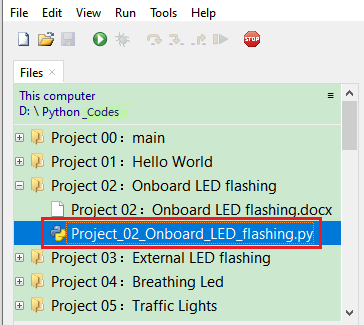 File Edit View Run Tools Help
STOP
Files ×
This computer
D: \ Python _Codes
Project 00：main
Project 01：Hello World
Project 02：Onboard LED flashing
Project 02：Onboard LED flashing.docx
Project_02_Onboard_LED_flashing.py
Project 03：External LED flashing
Project 04：Breathing Led
Project 05：Traffic Lights